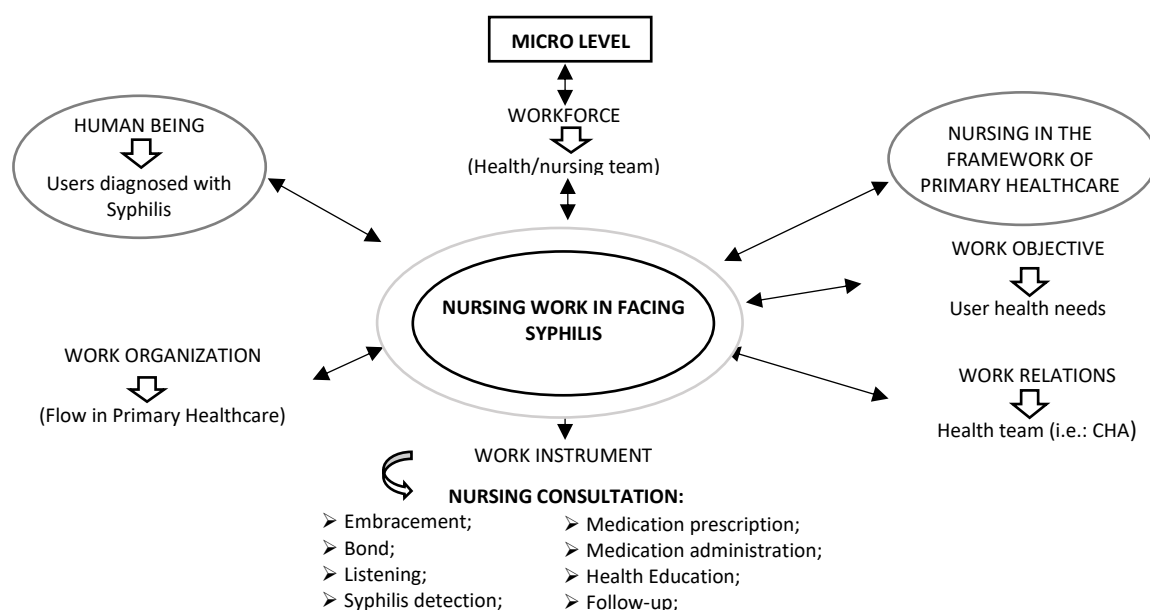 MICRO LEVEL
WORKFORCE
(Health/nursing team)
HUMAN BEING
Users diagnosed with
Syphilis
NURSING IN THE
FRAMEWORK OF
PRIMARY HEALTHCARE
WORK OBJECTIVE
User health needs
NURSING WORK IN FACING
SYPHILIS
WORK ORGANIZATION
(Flow in Primary Healthcare)
WORK RELATIONS
Health team (i.e.: CHA)
WORK INSTRUMENT
NURSING CONSULTATION:
➢ Embracement;
➢ Bond;
➢ Listening;
➢ Syphilis detection;
➢ Medication prescription;
➢ Medication administration;
➢ Health Education;
➢ Follow-up;